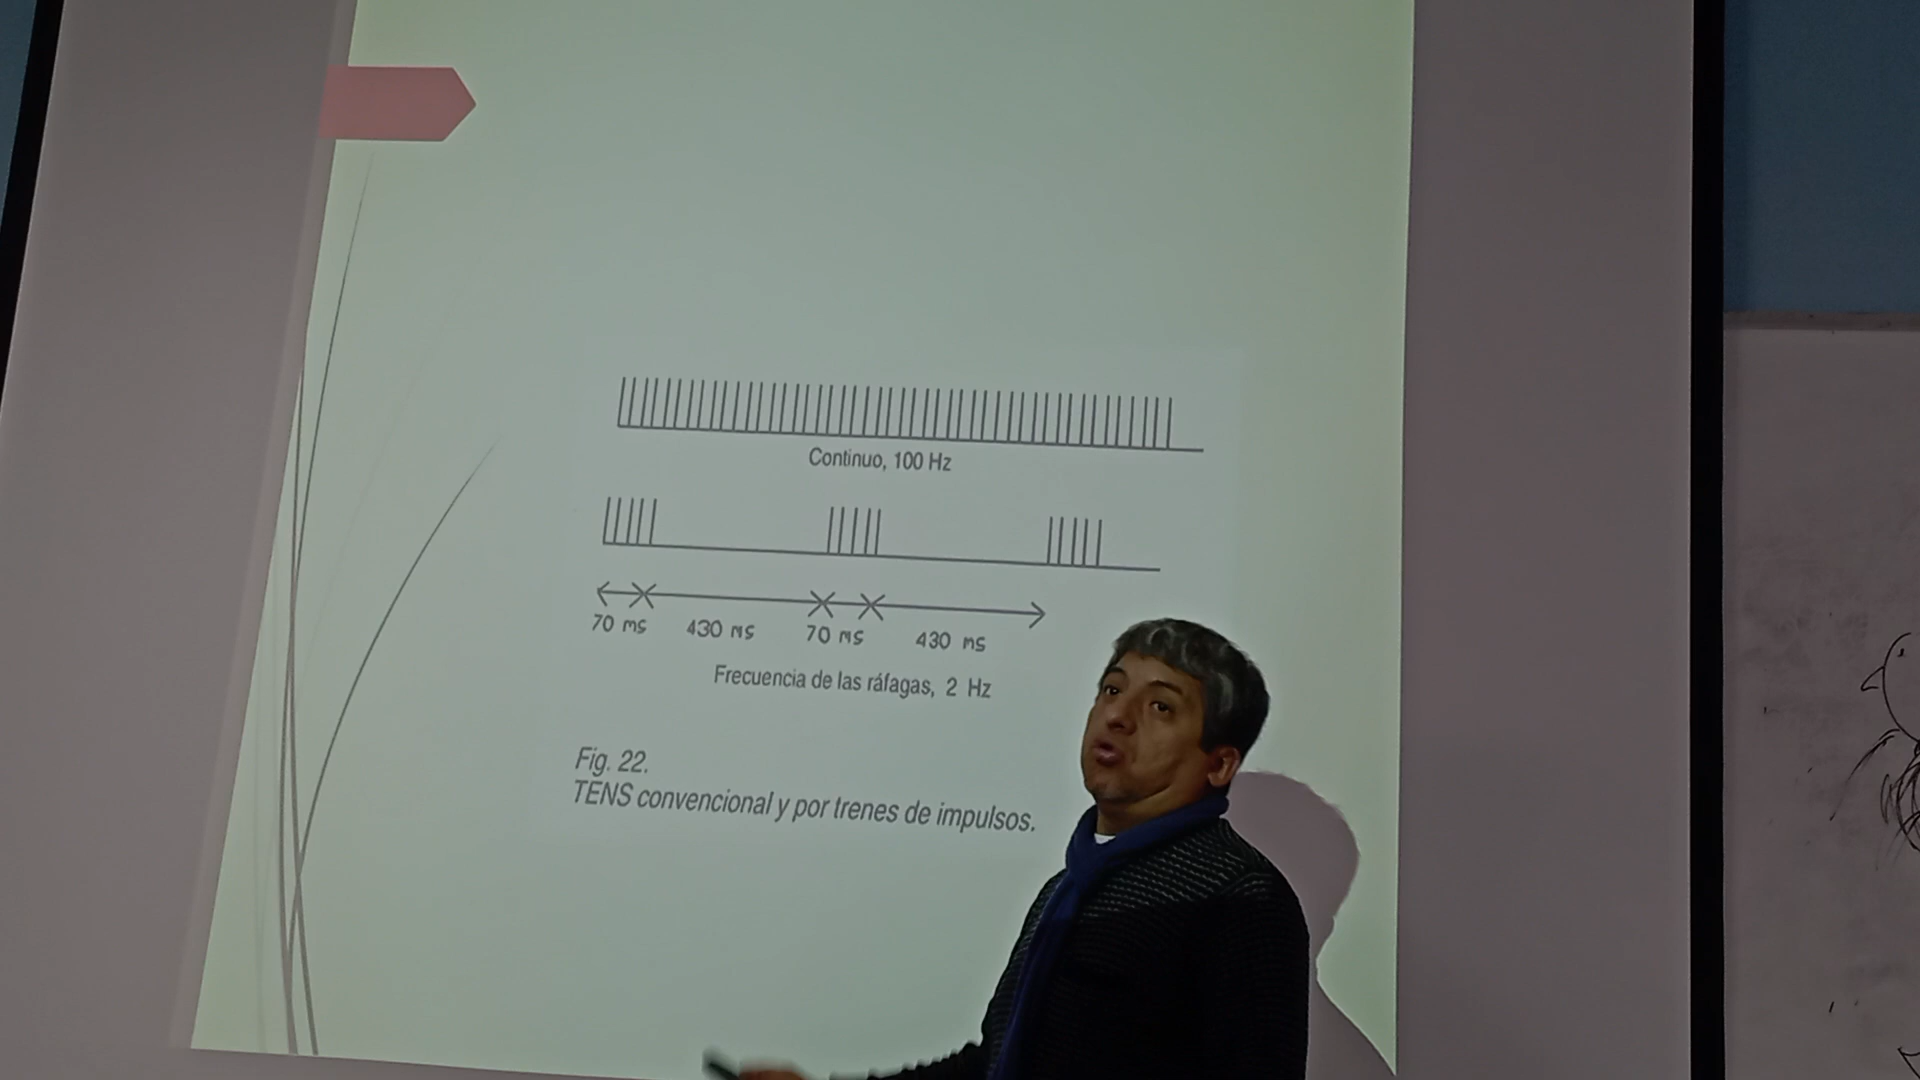 Continuo, 100 Hz
70 ms 430 ms 70 ms 430 ms
Frecuencia de las ráfagas, 2 Hz
Fig. 22.
TENS convencional y por trenes de impulsos.